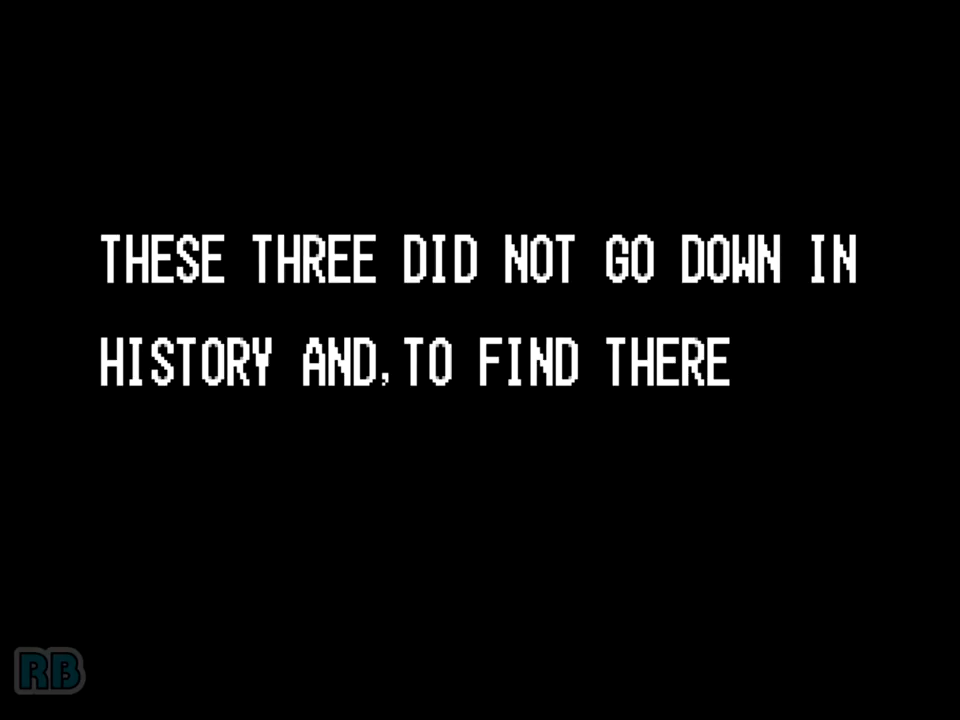 THESE THREE DID NOT GO DOWN IN
HISTORY AND,TO FIND THERE
RB